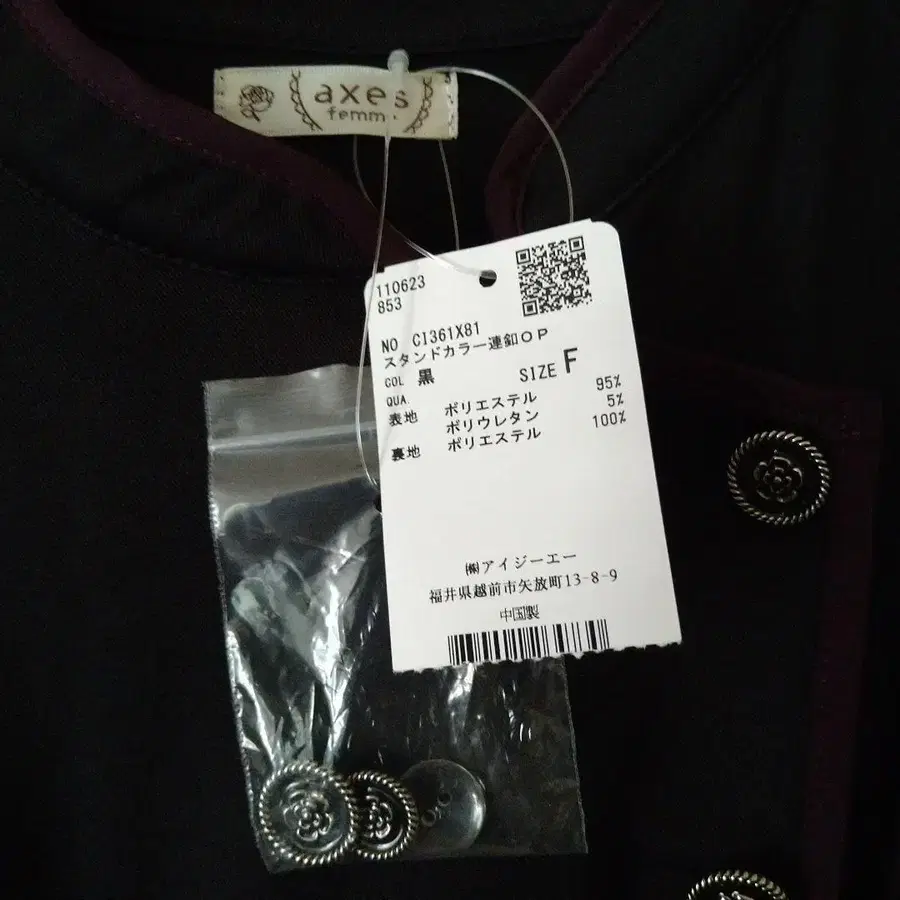 axes
femm
110623
853
NO CI361X81
スタンドカラー連釦OP
COL 黒 SIZE F
QUA.
表地 ポリエステル 95%
ポリウレタン 5%
裏地 ポリエステル 100%
㈱アイジーエー
福井県越前市矢放町13-8-9
中国製